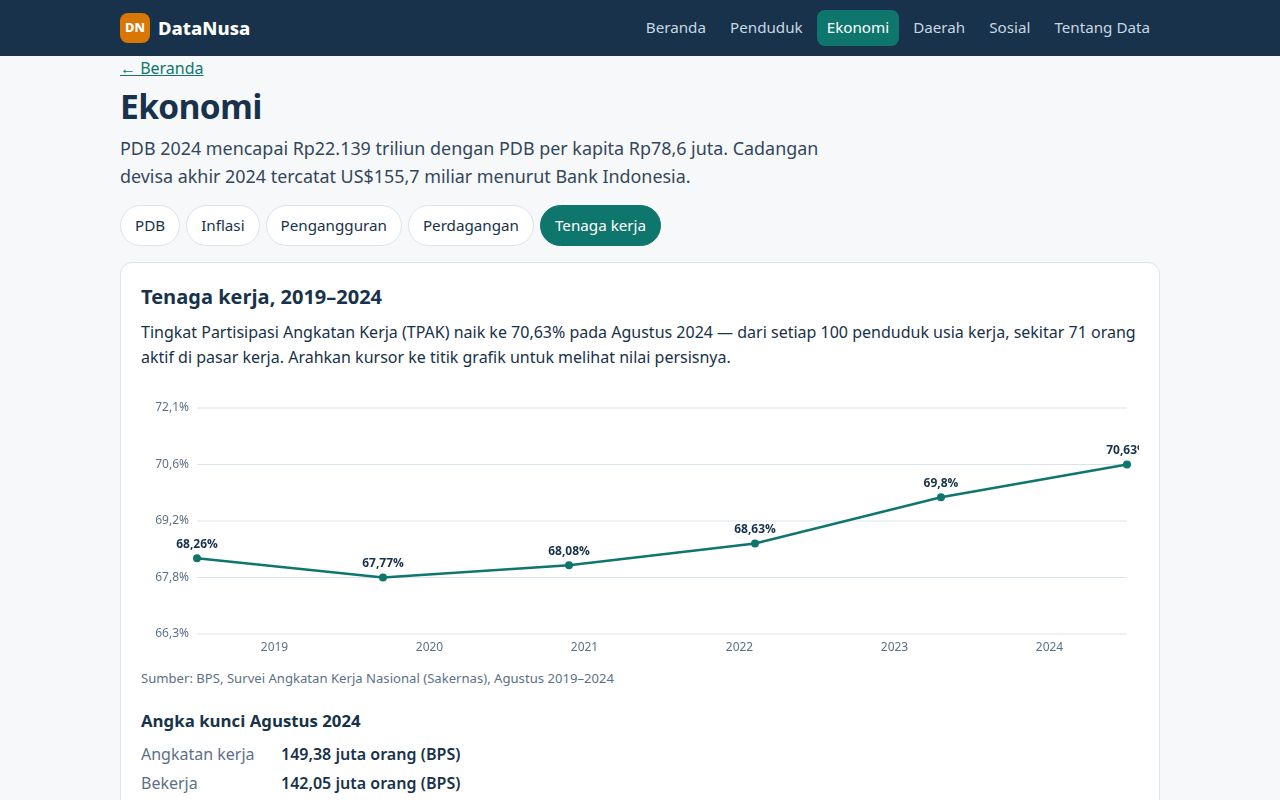 DN DataNusa Beranda Penduduk Ekonomi Daerah Sosial Tentang Data
← Beranda
Ekonomi
PDB 2024 mencapai Rp22.139 triliun dengan PDB per kapita Rp78,6 juta. Cadangan
devisa akhir 2024 tercatat US$155,7 miliar menurut Bank Indonesia.
PDB Inflasi Pengangguran Perdagangan Tenaga kerja
Tenaga kerja, 2019–2024
Tingkat Partisipasi Angkatan Kerja (TPAK) naik ke 70,63% pada Agustus 2024 — dari setiap 100 penduduk usia kerja, sekitar 71 orang
aktif di pasar kerja. Arahkan kursor ke titik grafik untuk melihat nilai persisnya.
72,1%
70,63%
70,6%
69,8%
69,2%
68,63%
68,26%
68,08%
67,77%
67,8%
66,3%
2019 2020 2021 2022 2023 2024
Sumber: BPS, Survei Angkatan Kerja Nasional (Sakernas), Agustus 2019–2024
Angka kunci Agustus 2024
Angkatan kerja 149,38 juta orang (BPS)
Bekerja 142,05 juta orang (BPS)